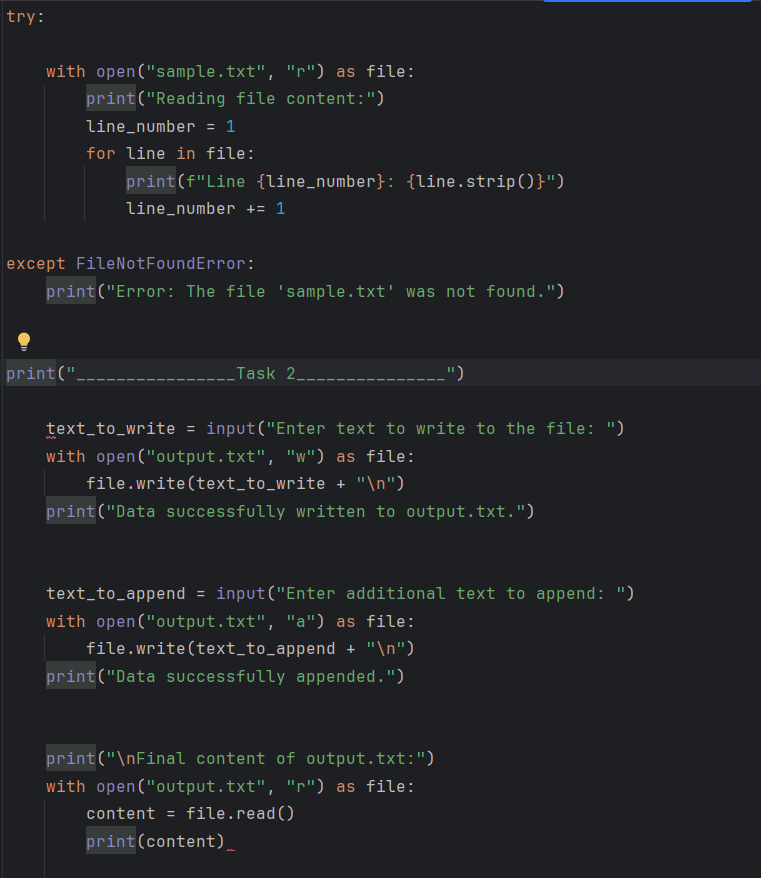 try:
    with open("sample.txt", "r") as file:
        print("Reading file content:")
        line_number = 1
        for line in file:
            print(f"Line {line_number}: {line.strip()}")
            line_number += 1
except FileNotFoundError:
    print("Error: The file 'sample.txt' was not found.")
print("________________Task 2_______________")
    text_to_write = input("Enter text to write to the file: ")
    with open("output.txt", "w") as file:
        file.write(text_to_write + "\n")
    print("Data successfully written to output.txt.")
    text_to_append = input("Enter additional text to append: ")
    with open("output.txt", "a") as file:
        file.write(text_to_append + "\n")
    print("Data successfully appended.")
    print("\nFinal content of output.txt:")
    with open("output.txt", "r") as file:
        content = file.read()
        print(content)